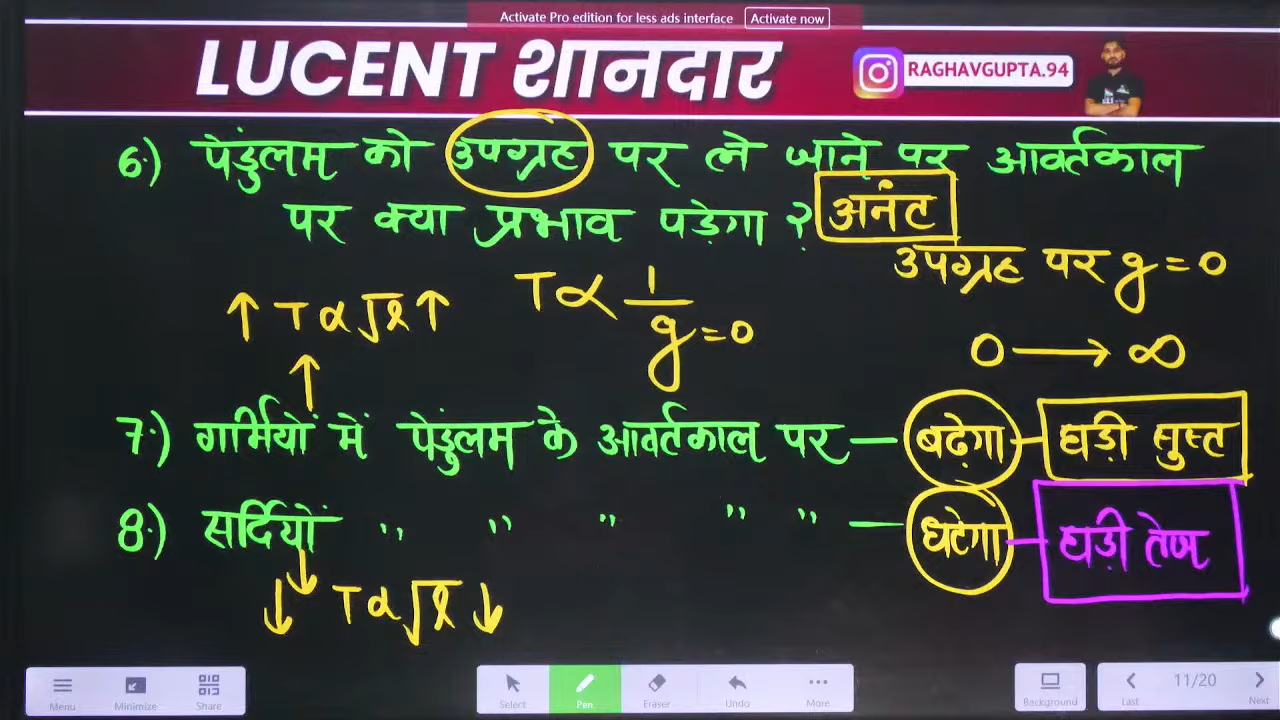 Activate Pro edition for less ads interface Activate now
LUCENT शानदार
RAGHAVGUPTA.94
6.) पेंडुलम को उपग्रह पर ले जाने पर आवर्तकाल
पर क्या प्रभाव पड़ेगा ? अनंट
उपग्रह पर g = 0
↑ T ∝ √l ↑
T ∝ 1/g = 0
0 → ∞
↑
7.) गर्मियों में पेंडुलम के आवर्तकाल पर — बढ़ेगा — घड़ी सुस्त
8.) सर्दियों " " " " " — घटेगा — घड़ी तेज
↓ ↓ T ∝ √l ↓
Menu Minimize Share Select Pen Eraser Undo More Background Last 11/20 Next